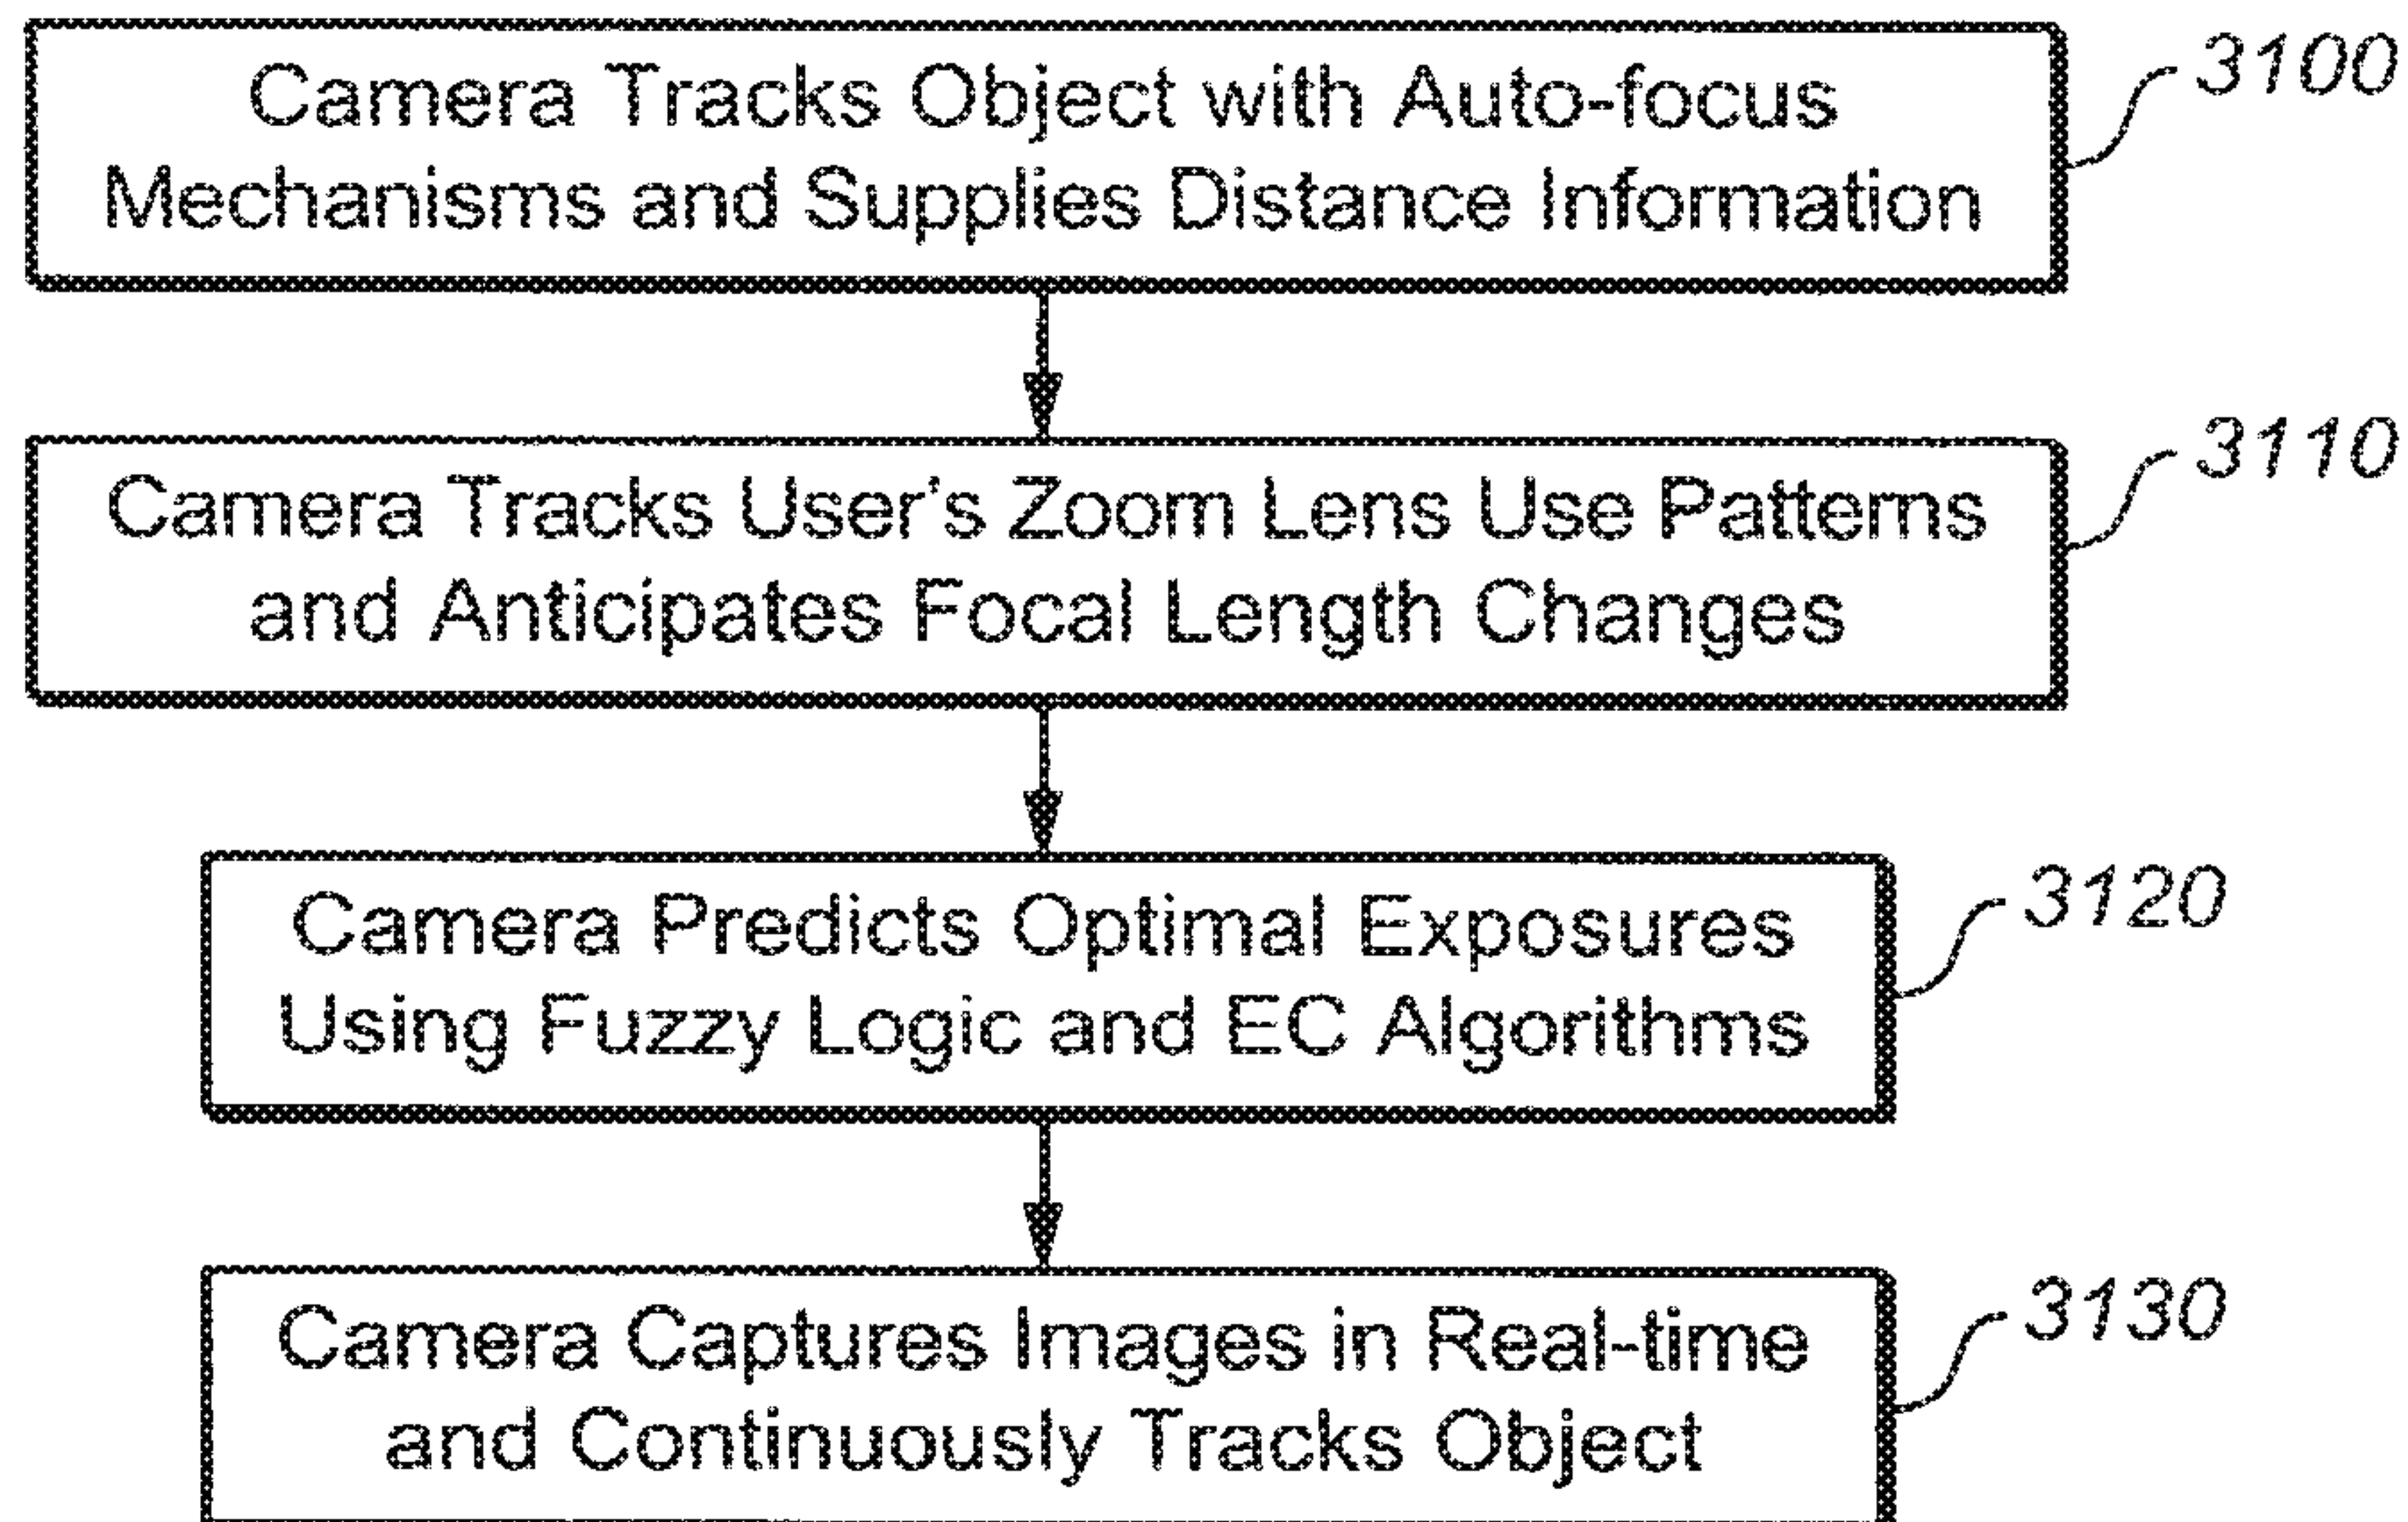 Camera Tracks Object with Auto-focus
Mechanisms and Supplies Distance Information
3100
Camera Tracks User's Zoom Lens Use Patterns
and Anticipates Focal Length Changes
3110
Camera Predicts Optimal Exposures
Using Fuzzy Logic and EC Algorithms
3120
Camera Captures Images in Real-time
and Continuously Tracks Object
3130